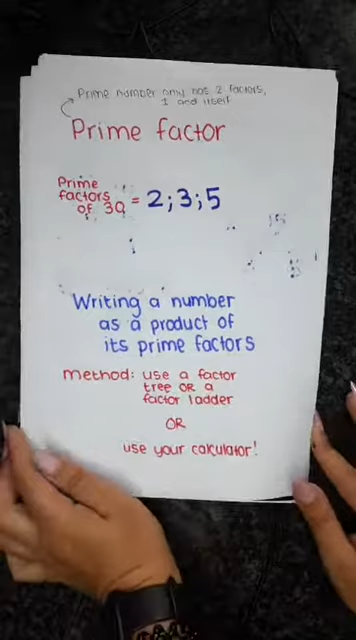 Prime number only has 2 factors,
1 and itself
Prime factor
Prime
factors = 2;3;5
of 30
Writing a number
as a product of
its prime factors
method: use a factor
tree OR a
factor ladder
OR
use your calculator!